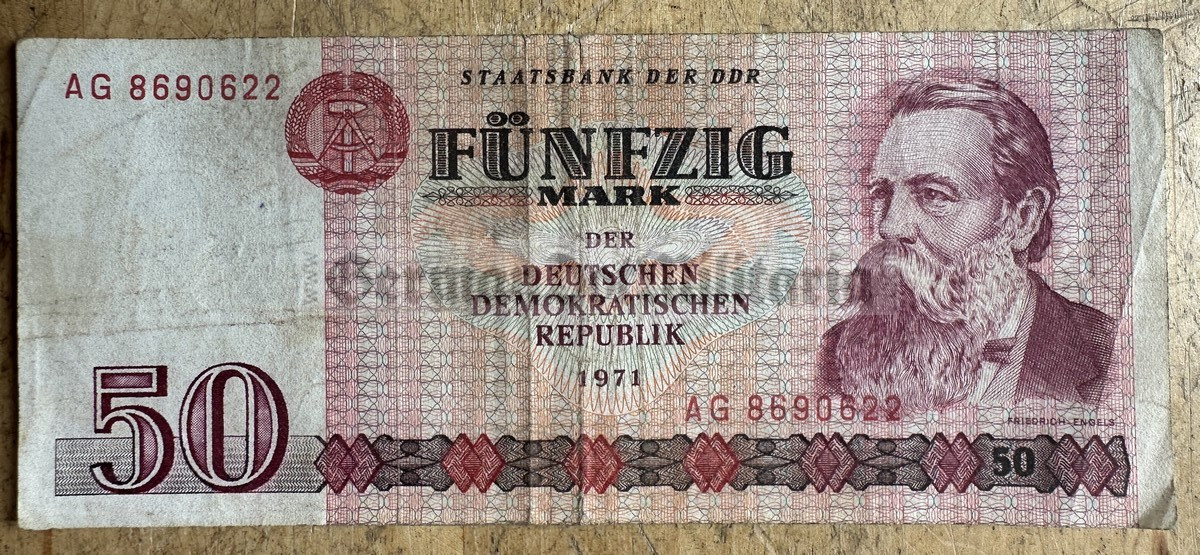 AG 8690622
STAATSBANK DER DDR
FÜNFZIG
MARK
DER
DEUTSCHEN
DEMOKRATISCHEN
REPUBLIK
1971
AG 8690622
FRIEDRICH ENGELS
50
50